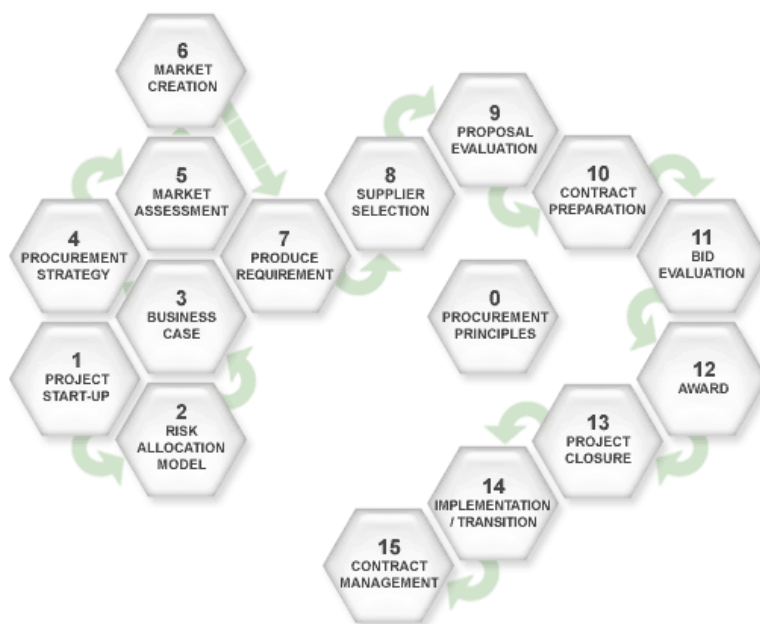 6
MARKET
CREATION
5
MARKET
ASSESSMENT
4
PROCUREMENT
STRATEGY
3
BUSINESS
CASE
1
PROJECT
START-UP
2
RISK
ALLOCATION
MODEL
7
PRODUCE
REQUIREMENT
8
SUPPLIER
SELECTION
9
PROPOSAL
EVALUATION
10
CONTRACT
PREPARATION
11
BID
EVALUATION
0
PROCUREMENT
PRINCIPLES
12
AWARD
13
PROJECT
CLOSURE
14
IMPLEMENTATION
/ TRANSITION
15
CONTRACT
MANAGEMENT